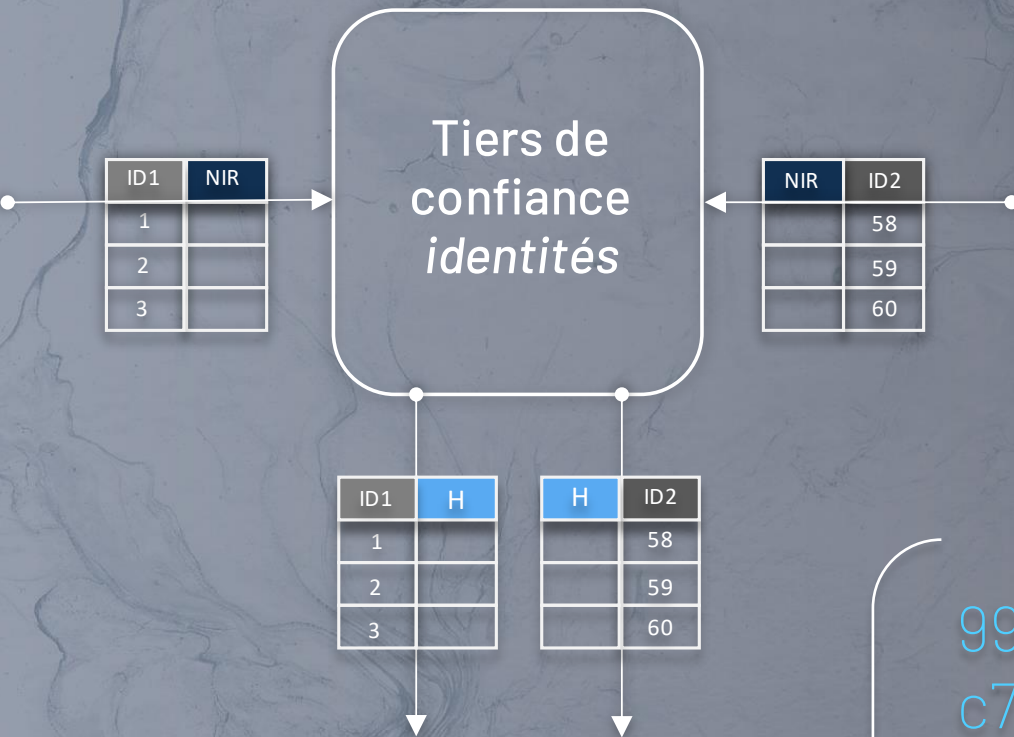 Tiers de
confiance
identités
ID1 NIR
1
2
3
NIR ID2
58
59
60
ID1 H
1
2
3
H ID2
58
59
60
99
c7